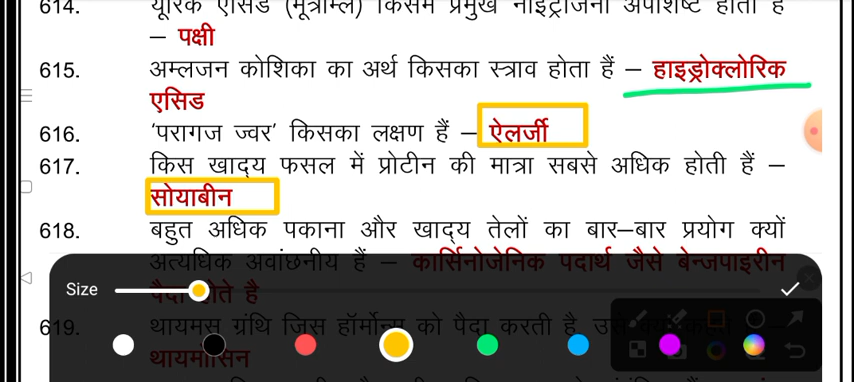 614. यूरिक एसिड (मूत्राम्ल) किसमें प्रमुख नाइट्रोजनी अपशिष्ट होता है
– पक्षी
615. अम्लजन कोशिका का अर्थ किसका स्त्राव होता हैं – हाइड्रोक्लोरिक
एसिड
616. 'परागज ज्वर' किसका लक्षण हैं – ऐलर्जी
617. किस खाद्य फसल में प्रोटीन की मात्रा सबसे अधिक होती हैं –
सोयाबीन
618. बहुत अधिक पकाना और खाद्य तेलों का बार–बार प्रयोग क्यों
अत्यधिक अवांछनीय हैं – कार्सिनोजेनिक पदार्थ जैसे बेन्जपाइरीन
पैदा होते है
Size
619. थायमस ग्रंथि जिस हॉर्मोन्स को पैदा करती है, उसे
थायमोसिन